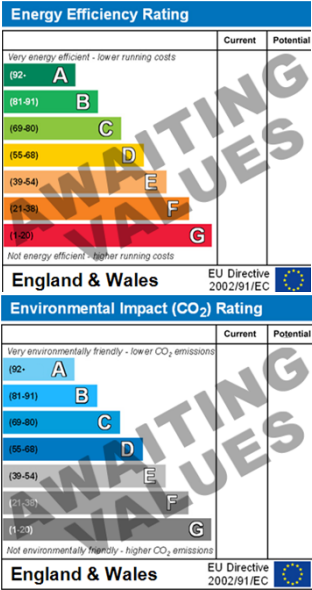 Energy Efficiency Rating
Current Potential
Very energy efficient - lower running costs
(92- A
(81-91) B
(69-80) C
(55-68) D
(39-54) E
(21-38) F
(1-20) G
Not energy efficient - higher running costs
AWAITING
VALUES
England & Wales
EU Directive
2002/91/EC
Environmental Impact (CO2) Rating
Current Potential
Very environmentally friendly - lower CO2 emissions
(92- A
(81-91) B
(69-80) C
(55-68) D
(39-54) E
(21-38) F
(1-20) G
Not environmentally friendly - higher CO2 emissions
AWAITING
VALUES
England & Wales
EU Directive
2002/91/EC